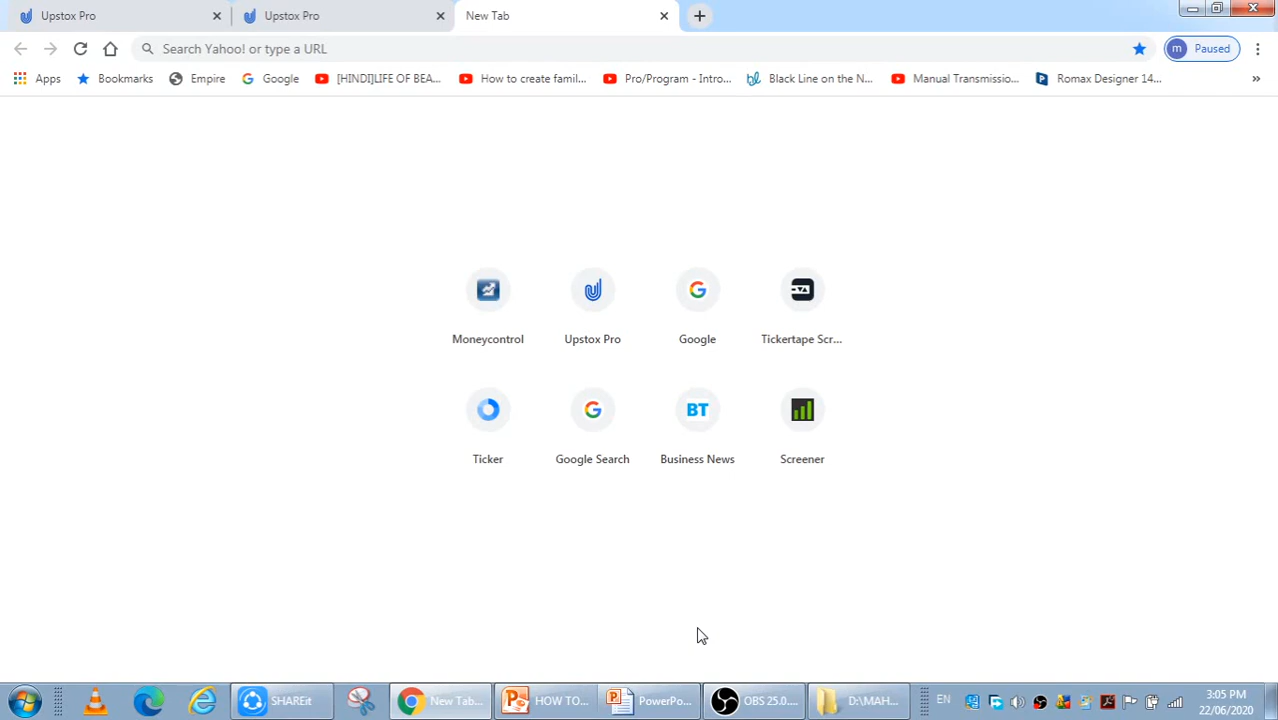 Upstox Pro
Upstox Pro
New Tab
Search Yahoo! or type a URL
m
Paused
Apps
Bookmarks
Empire
Google
[HINDI]LIFE OF BEA...
How to create famil...
Pro/Program - Intro...
bl
Black Line on the N...
Manual Transmissio...
Romax Designer 14...
»
Moneycontrol
Upstox Pro
Google
Tickertape Scr...
BT
Ticker
Google Search
Business News
Screener
SHAREit
New Tab...
HOW TO...
PowerPo...
OBS 25.0....
D:\MAH...
EN
3:05 PM
22/06/2020